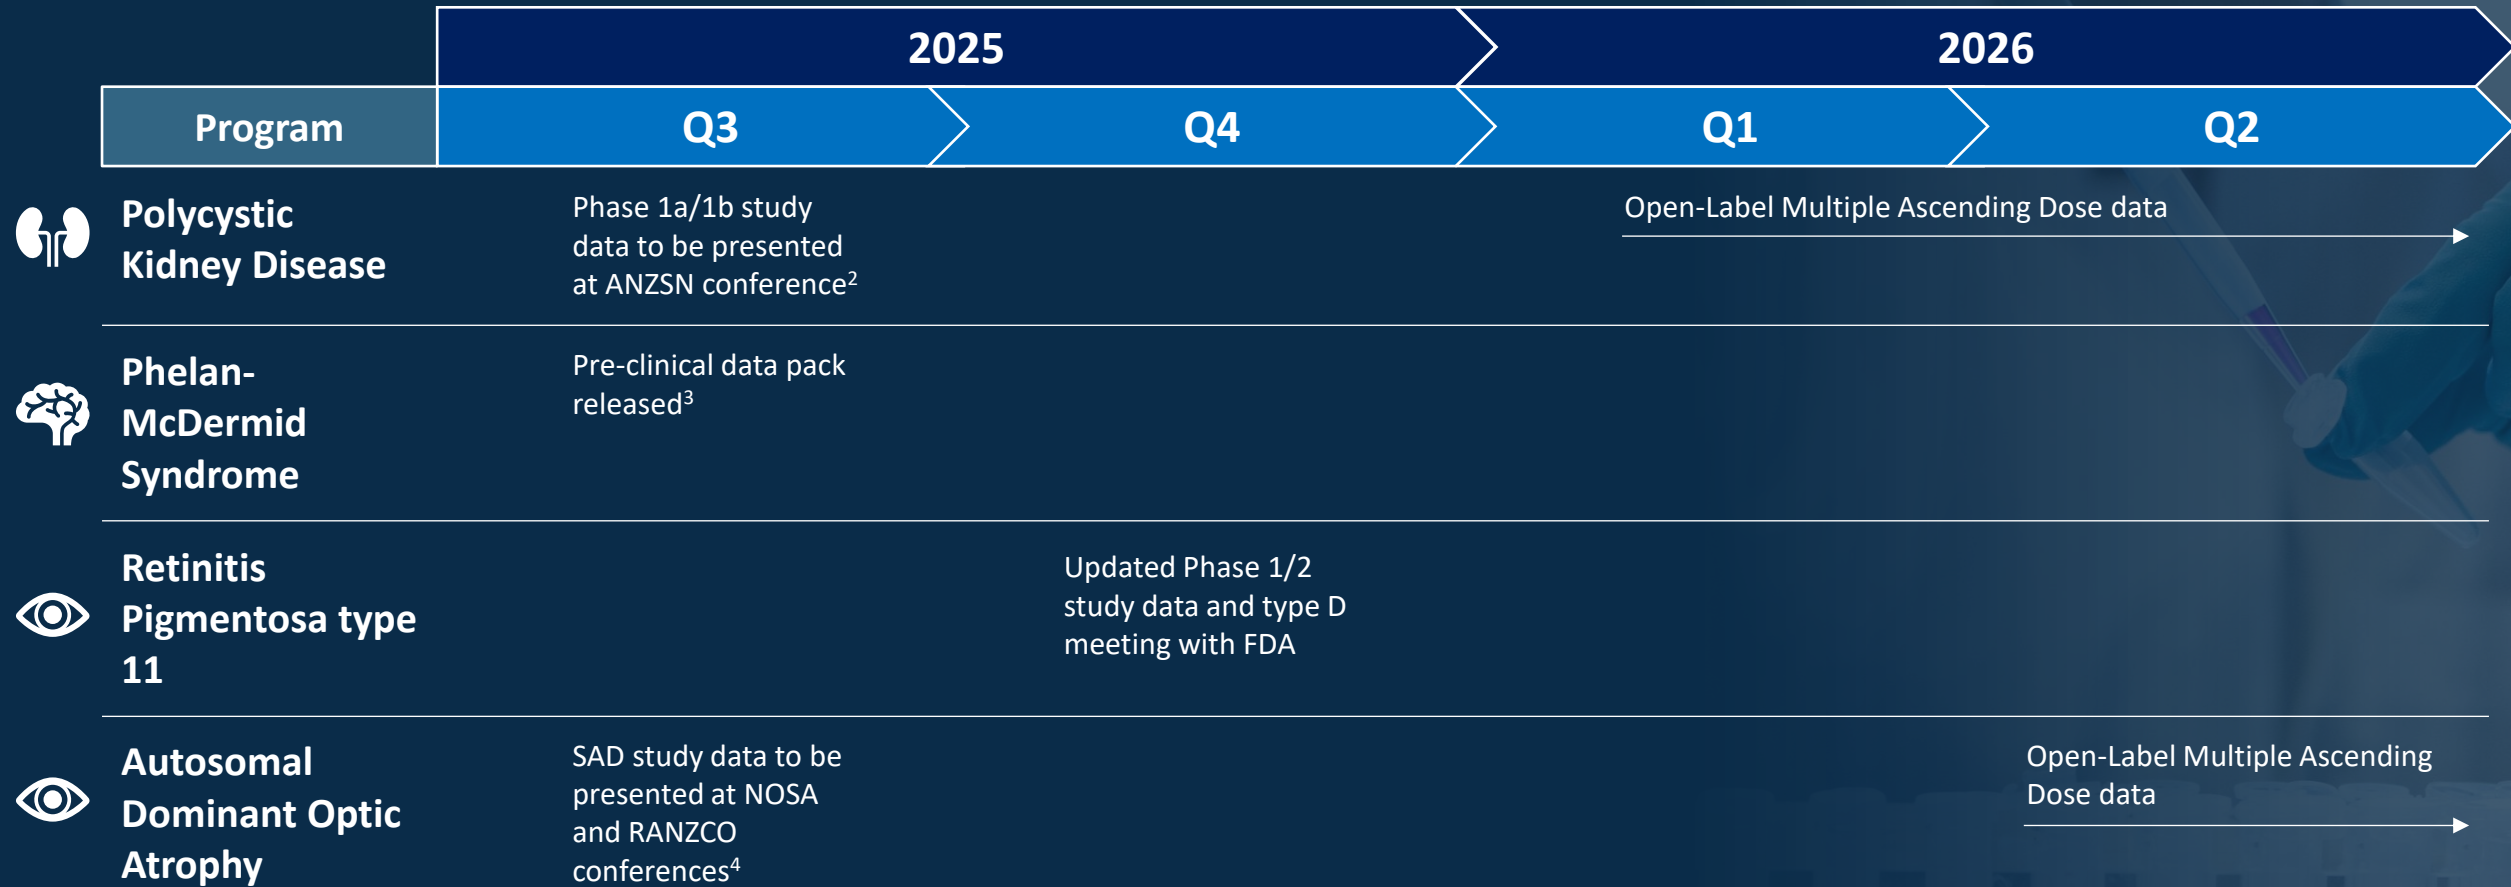 2025
2026
Program
Q3
Q4
Q1
Q2
Polycystic
Kidney Disease
Phase 1a/1b study
data to be presented
at ANZSN conference²
Open-Label Multiple Ascending Dose data
Phelan-
McDermid
Syndrome
Pre-clinical data pack
released³
Retinitis
Pigmentosa type
11
Updated Phase 1/2
study data and type D
meeting with FDA
Autosomal
Dominant Optic
Atrophy
SAD study data to be
presented at NOSA
and RANZCO
conferences⁴
Open-Label Multiple Ascending
Dose data